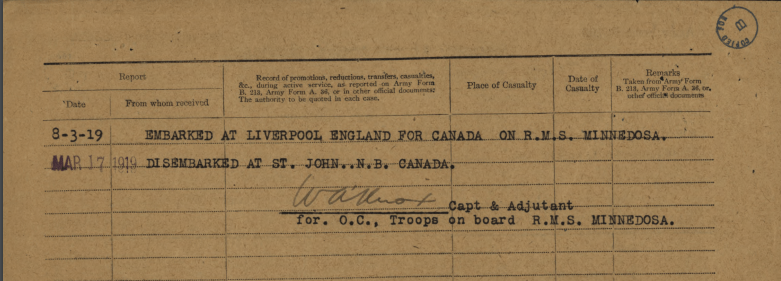 COPIED FOR
B
Report
Record of promotions, reductions, transfers, casualties,
&c., during active service, as reported on Army Form
B. 213, Army Form A. 36, or in other official documents
The authority to be quoted in each case.
Place of Casualty
Date of
Casualty
Remarks
Taken from Army Form
B. 213, Army Form A. 36, or,
other official documents
Date
From whom received
8-3-19 EMBARKED AT LIVERPOOL ENGLAND FOR CANADA ON R.M.S. MINNEDOSA.
MAR 17 1919 DISEMBARKED AT ST. JOHN..N.B. CANADA.
Capt & Adjutant
for. O.C., Troops on board R.M.S. MINNEDOSA.